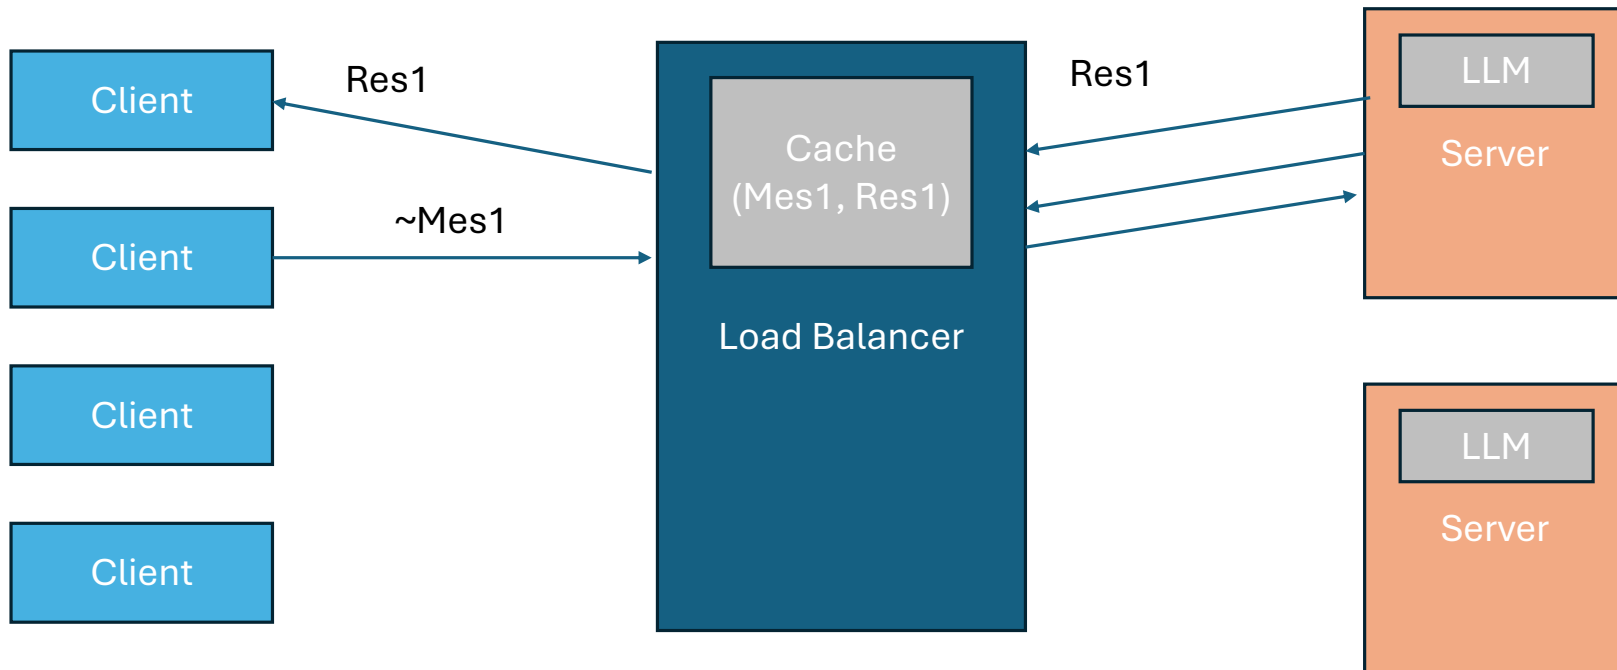 Client
Client
Client
Client
Res1
~Mes1
Cache
(Mes1, Res1)
Load Balancer
Res1
LLM
Server
LLM
Server